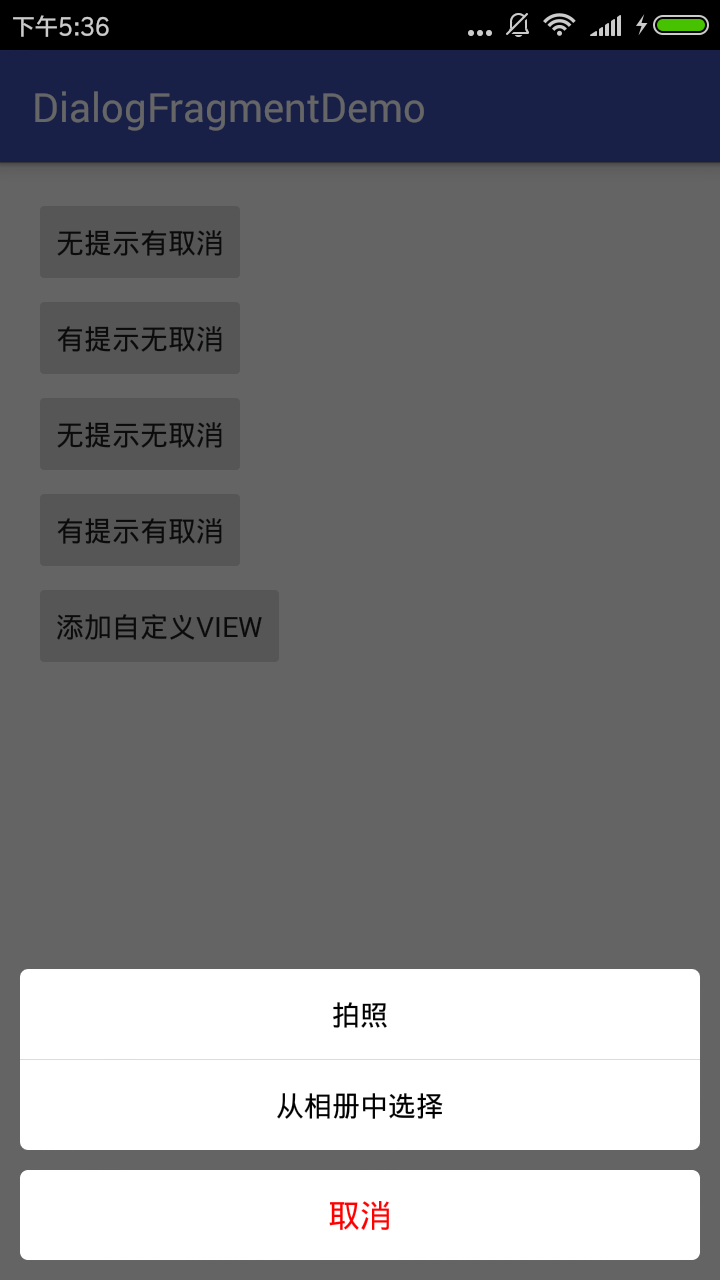 下午5:36
DialogFragmentDemo
无提示有取消
有提示无取消
无提示无取消
有提示有取消
添加自定义VIEW
拍照
从相册中选择
取消